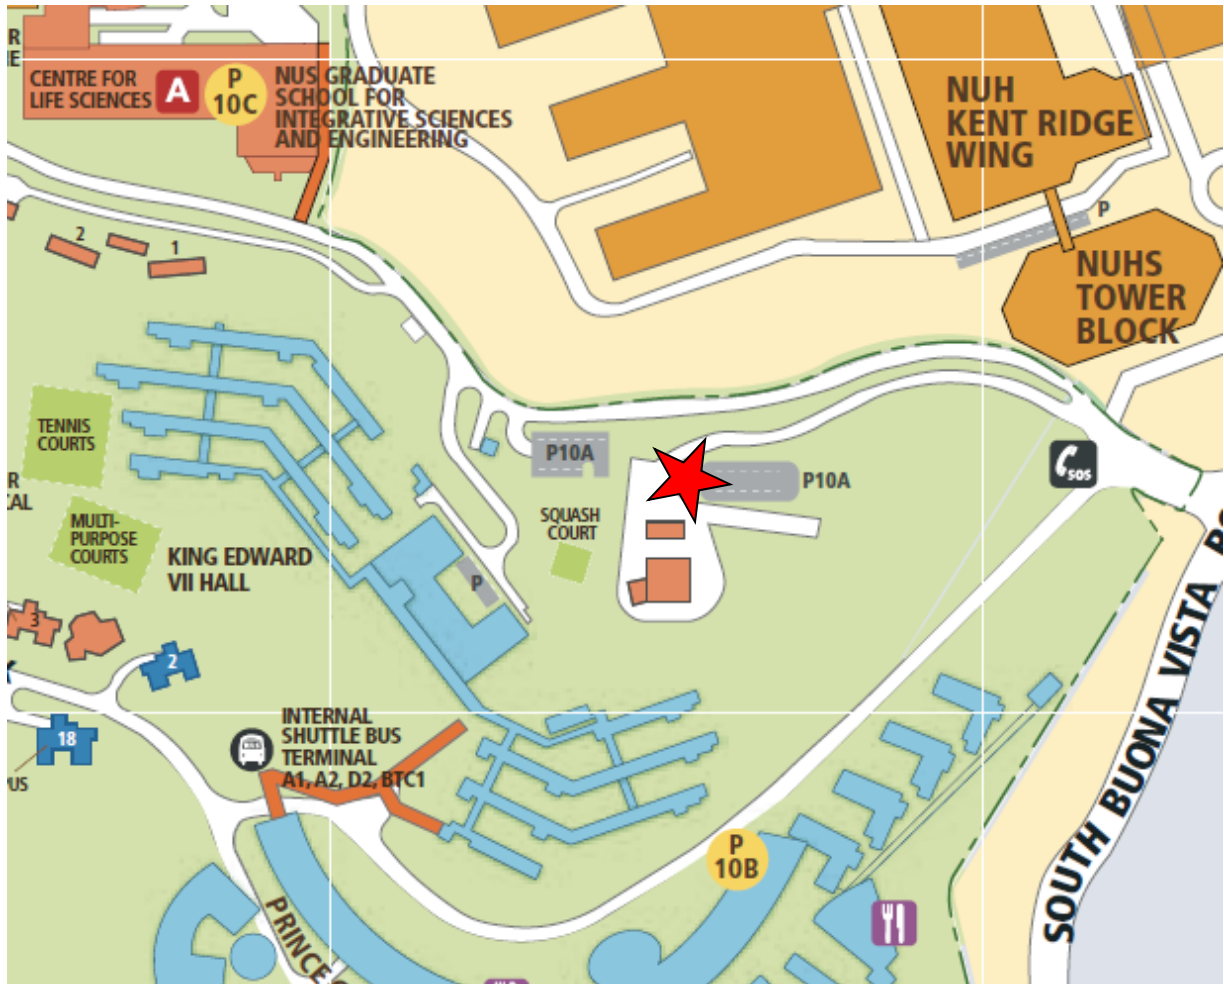 R
E
CENTRE FOR
LIFE SCIENCES
A
P
10C
NUS GRADUATE
SCHOOL FOR
INTEGRATIVE SCIENCES
AND ENGINEERING
NUH
KENT RIDGE
WING
P
NUHS
TOWER
BLOCK
2
1
TENNIS
COURTS
R
CAL
MULTI-
PURPOSE
COURTS
KING EDWARD
VII HALL
P10A
P10A
SOS
SQUASH
COURT
P
3
2
18
PUS
INTERNAL
SHUTTLE BUS
TERMINAL
A1, A2, D2, BTC1
P
10B
PRINCE
SOUTH BUONA VISTA